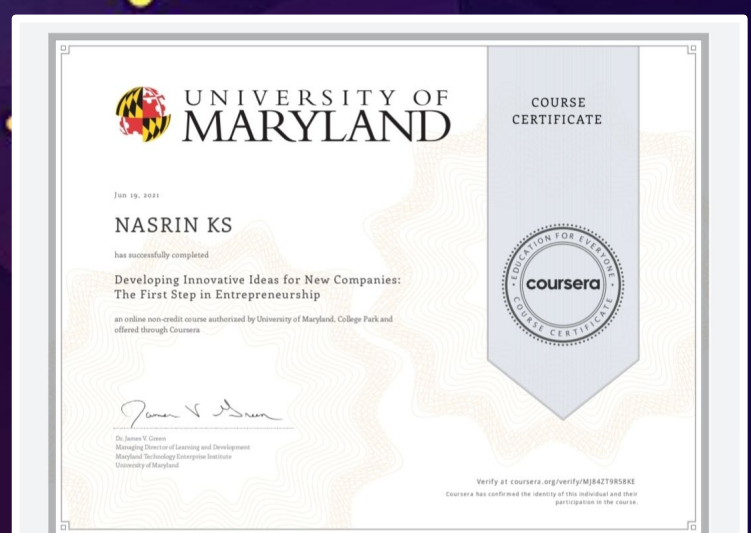 UNIVERSITY OF
MARYLAND
COURSE
CERTIFICATE
Jun 19, 2021
NASRIN KS
has successfully completed
Developing Innovative Ideas for New Companies:
The First Step in Entrepreneurship
an online non-credit course authorized by University of Maryland, College Park and
offered through Coursera
EDUCATION FOR EVERYONE
coursera
COURSE CERTIFICATE
James V Green
Dr. James V. Green
Managing Director of Learning and Development
Maryland Technology Enterprise Institute
University of Maryland
Verify at coursera.org/verify/MJB4ZT9R5BKE
Coursera has confirmed the identity of this individual and their
participation in the course.